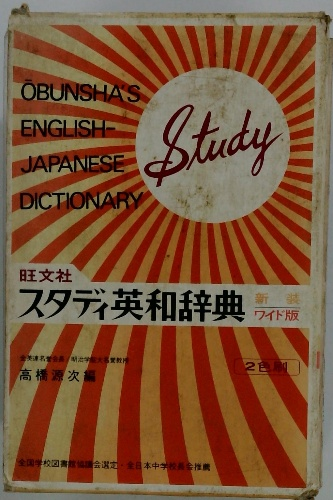 ŌBUNSHA'S
ENGLISH-
JAPANESE
DICTIONARY
Study
旺文社
スタディ英和辞典
新装
ワイド版
高橋源次編
2色刷
全国学校図書館協議会選定・全日本中学校長会推薦